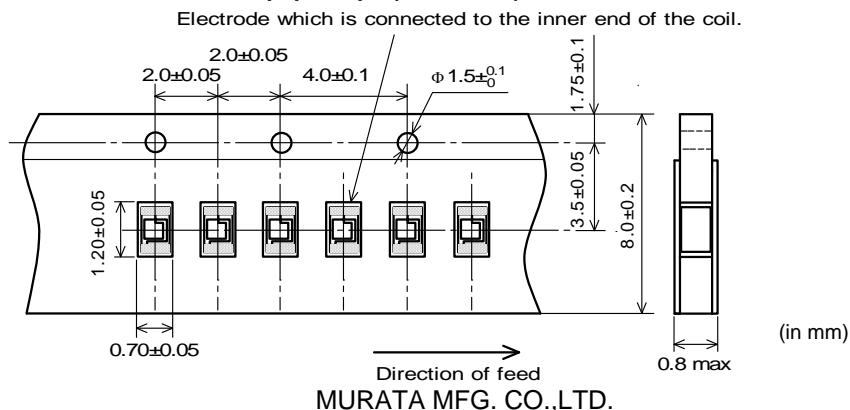 Electrode which is connected to the inner end of the coil.
2.0±0.05
2.0±0.05
4.0±0.1
Φ1.5±0.1 0
1.75±0.1
3.5±0.05
8.0±0.2
1.20±0.05
0.70±0.05
0.8 max
(in mm)
Direction of feed
MURATA MFG. CO.,LTD.